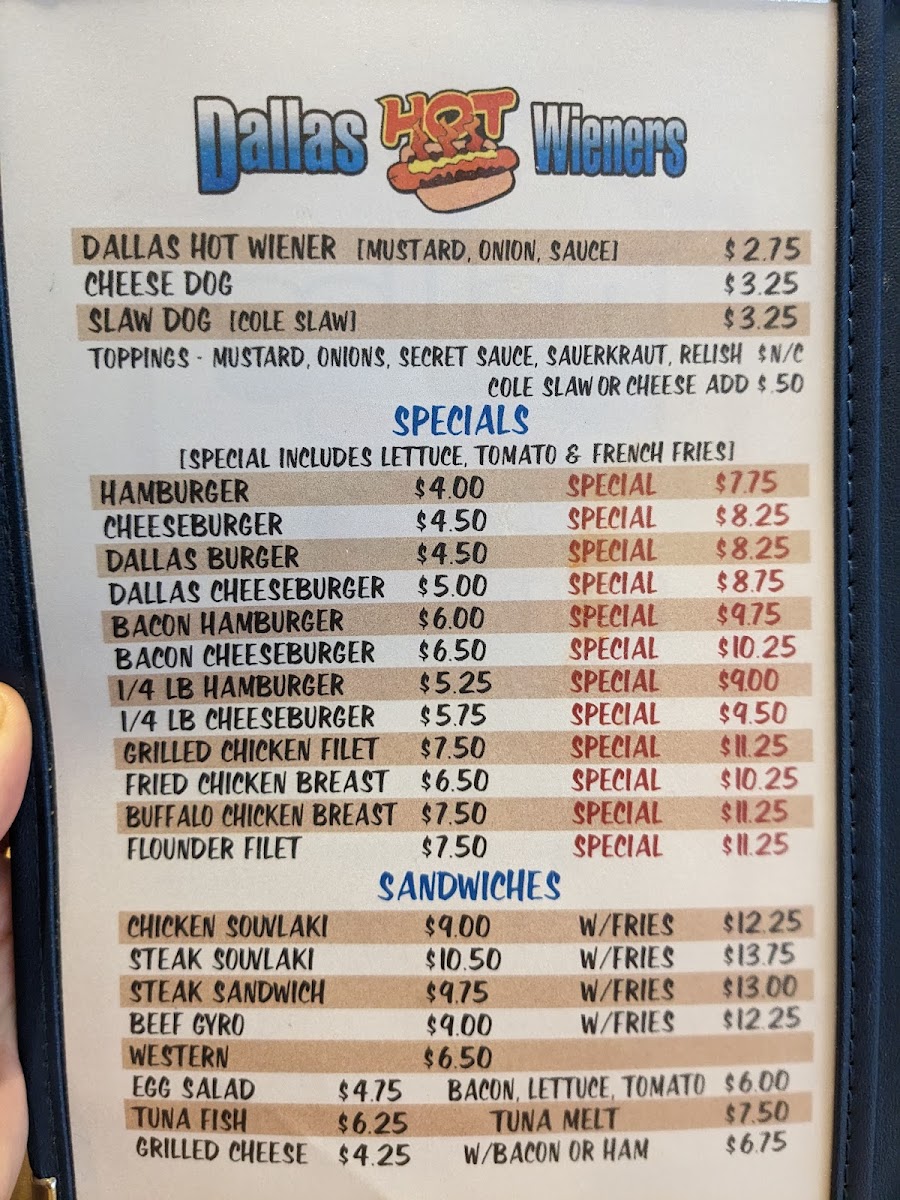 Dallas HOT Wieners
DALLAS HOT WIENER [MUSTARD, ONION, SAUCE] $2.75
CHEESE DOG $3.25
SLAW DOG [COLE SLAW] $3.25
TOPPINGS - MUSTARD, ONIONS, SECRET SAUCE, SAUERKRAUT, RELISH $N/C
COLE SLAW OR CHEESE ADD $.50
SPECIALS
[SPECIAL INCLUDES LETTUCE, TOMATO & FRENCH FRIES]
HAMBURGER $4.00 SPECIAL $7.75
CHEESEBURGER $4.50 SPECIAL $8.25
DALLAS BURGER $4.50 SPECIAL $8.25
DALLAS CHEESEBURGER $5.00 SPECIAL $8.75
BACON HAMBURGER $6.00 SPECIAL $9.75
BACON CHEESEBURGER $6.50 SPECIAL $10.25
1/4 LB HAMBURGER $5.25 SPECIAL $9.00
1/4 LB CHEESEBURGER $5.75 SPECIAL $9.50
GRILLED CHICKEN FILET $7.50 SPECIAL $11.25
FRIED CHICKEN BREAST $6.50 SPECIAL $10.25
BUFFALO CHICKEN BREAST $7.50 SPECIAL $11.25
FLOUNDER FILET $7.50 SPECIAL $11.25
SANDWICHES
CHICKEN SOUVLAKI $9.00 W/FRIES $12.25
STEAK SOUVLAKI $10.50 W/FRIES $13.75
STEAK SANDWICH $9.75 W/FRIES $13.00
BEEF GYRO $9.00 W/FRIES $12.25
WESTERN $6.50
EGG SALAD $4.75 BACON, LETTUCE, TOMATO $6.00
TUNA FISH $6.25 TUNA MELT $7.50
GRILLED CHEESE $4.25 W/BACON OR HAM $6.75